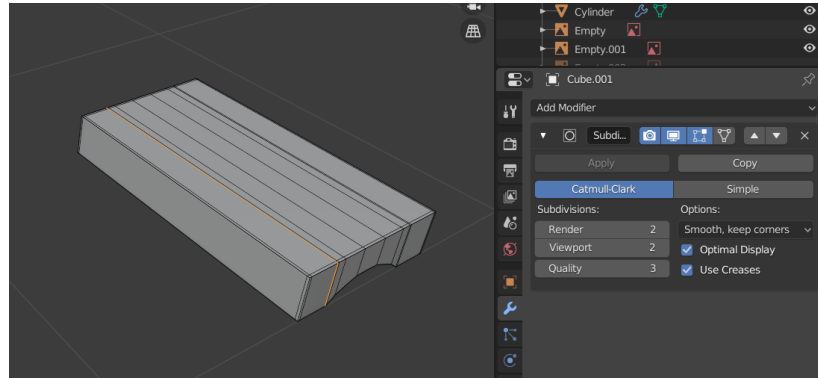 Cylinder
Empty
Empty.001
Cube.001
Add Modifier
Subdi...
Apply Copy
Catmull-Clark Simple
Subdivisions: Options:
Render 2 Smooth, keep corners
Viewport 2 Optimal Display
Quality 3 Use Creases